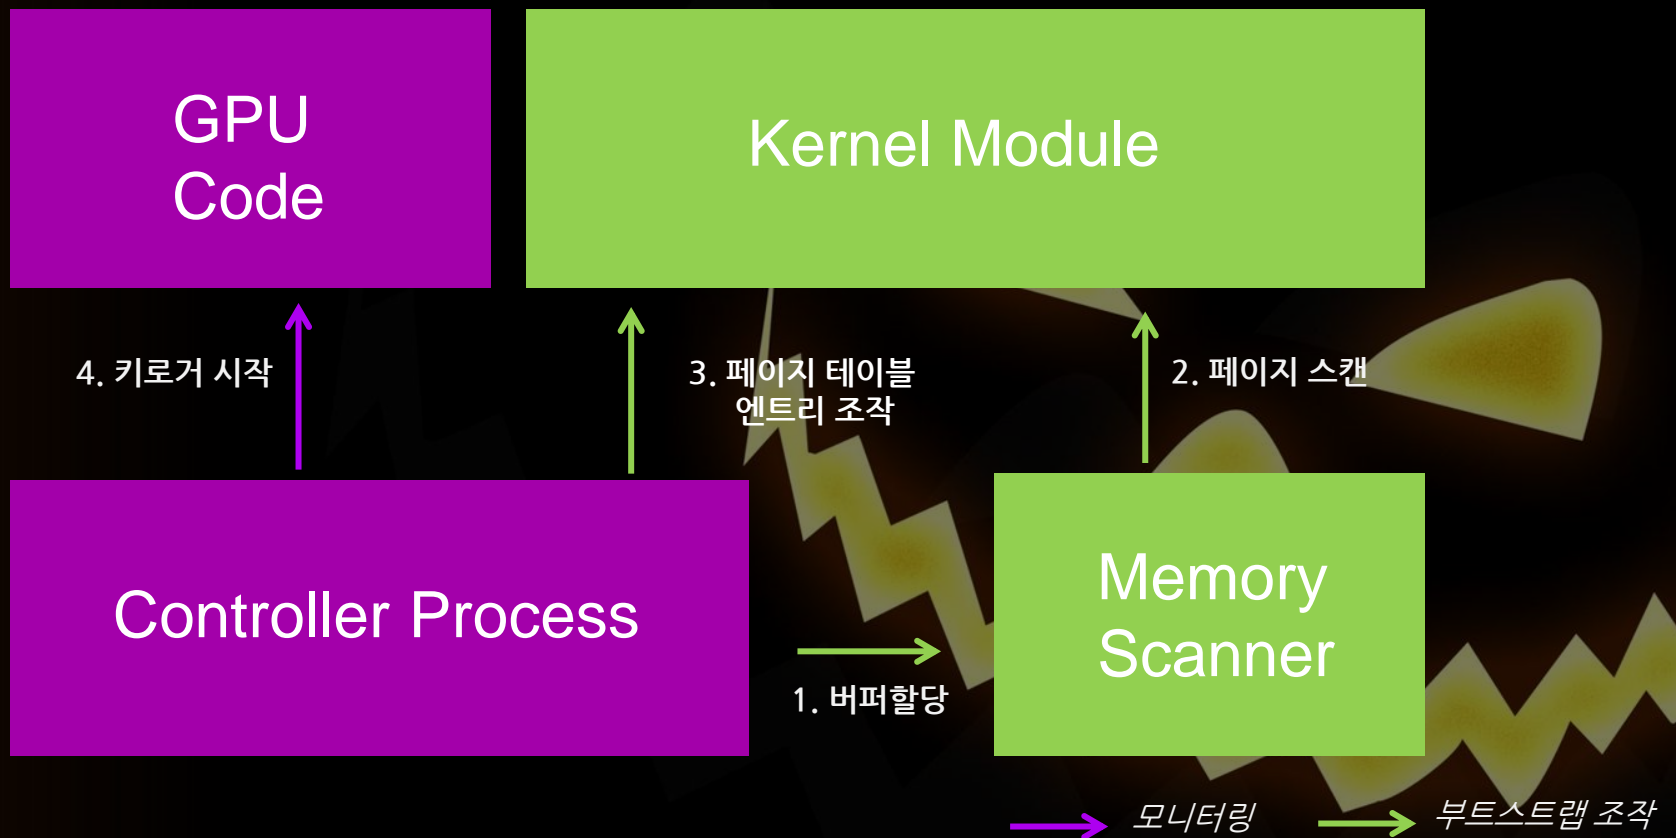 GPU
Code
Kernel Module
4. 키로거 시작
3. 페이지 테이블
엔트리 조작
2. 페이지 스캔
Controller Process
1. 버퍼할당
Memory
Scanner
모니터링
부트스트랩 조작